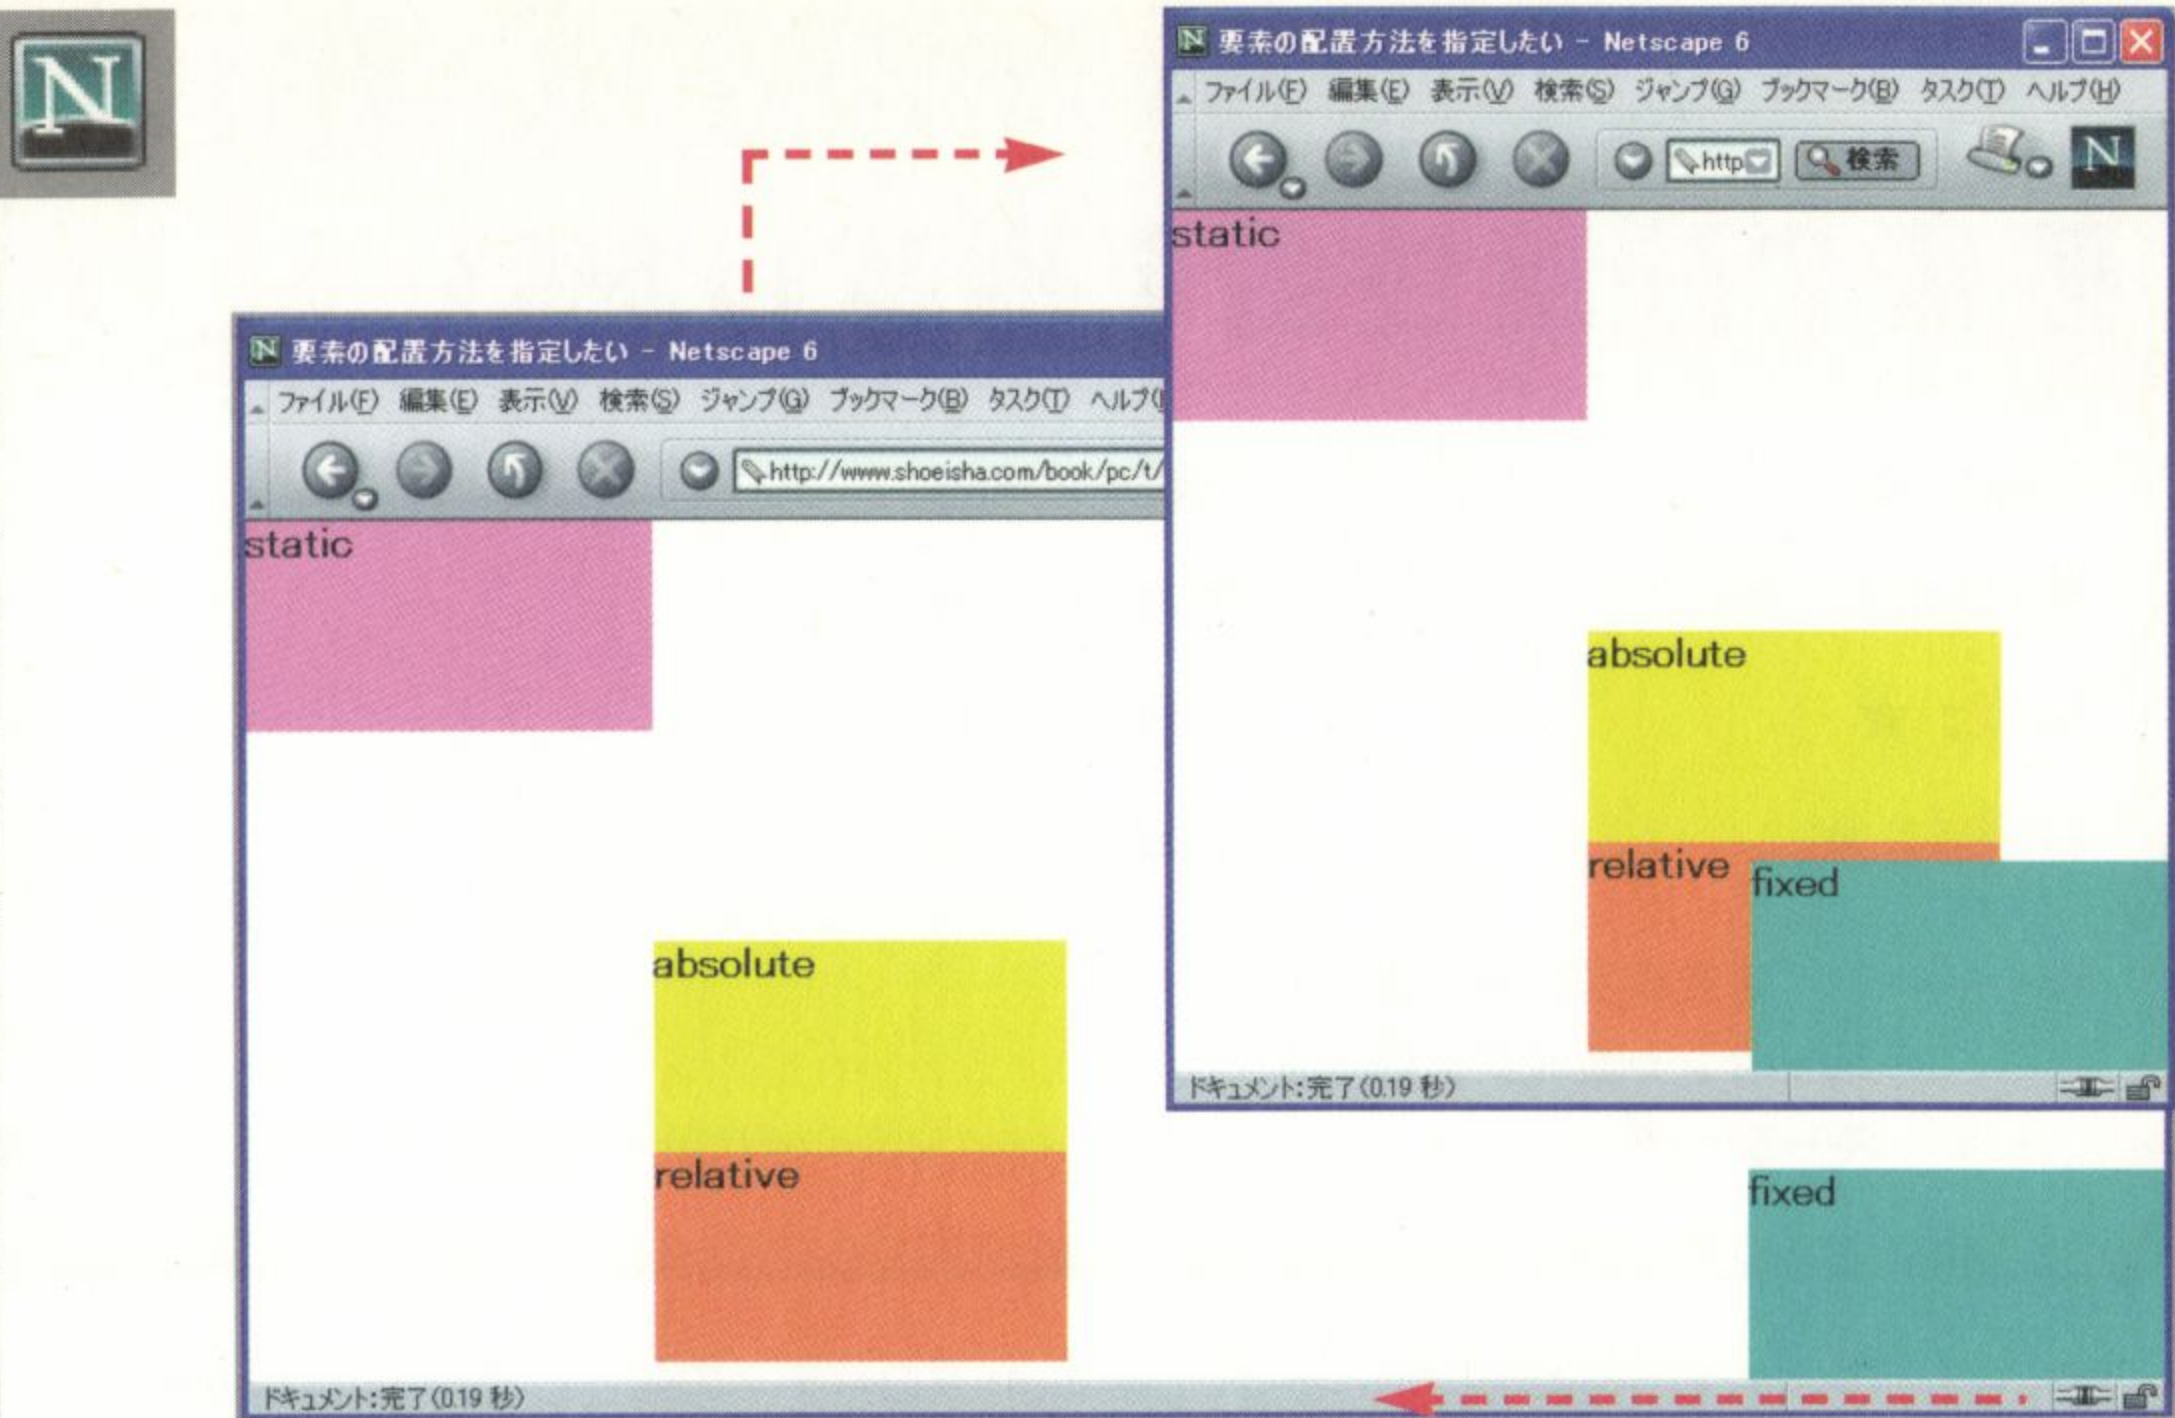 N
要素の配置方法を指定したい - Netscape 6
ファイル(F) 編集(E) 表示(V) 検索(S) ジャンプ(G) ブックマーク(B) タスク(T) ヘルプ(H)
http
検索
N
static
absolute
relative
fixed
ドキュメント:完了(0.19 秒)
要素の配置方法を指定したい - Netscape 6
ファイル(F) 編集(E) 表示(V) 検索(S) ジャンプ(G) ブックマーク(B) タスク(T) ヘルプ(
http://www.shoeisha.com/book/pc/t/
static
absolute
relative
fixed
ドキュメント:完了(0.19 秒)